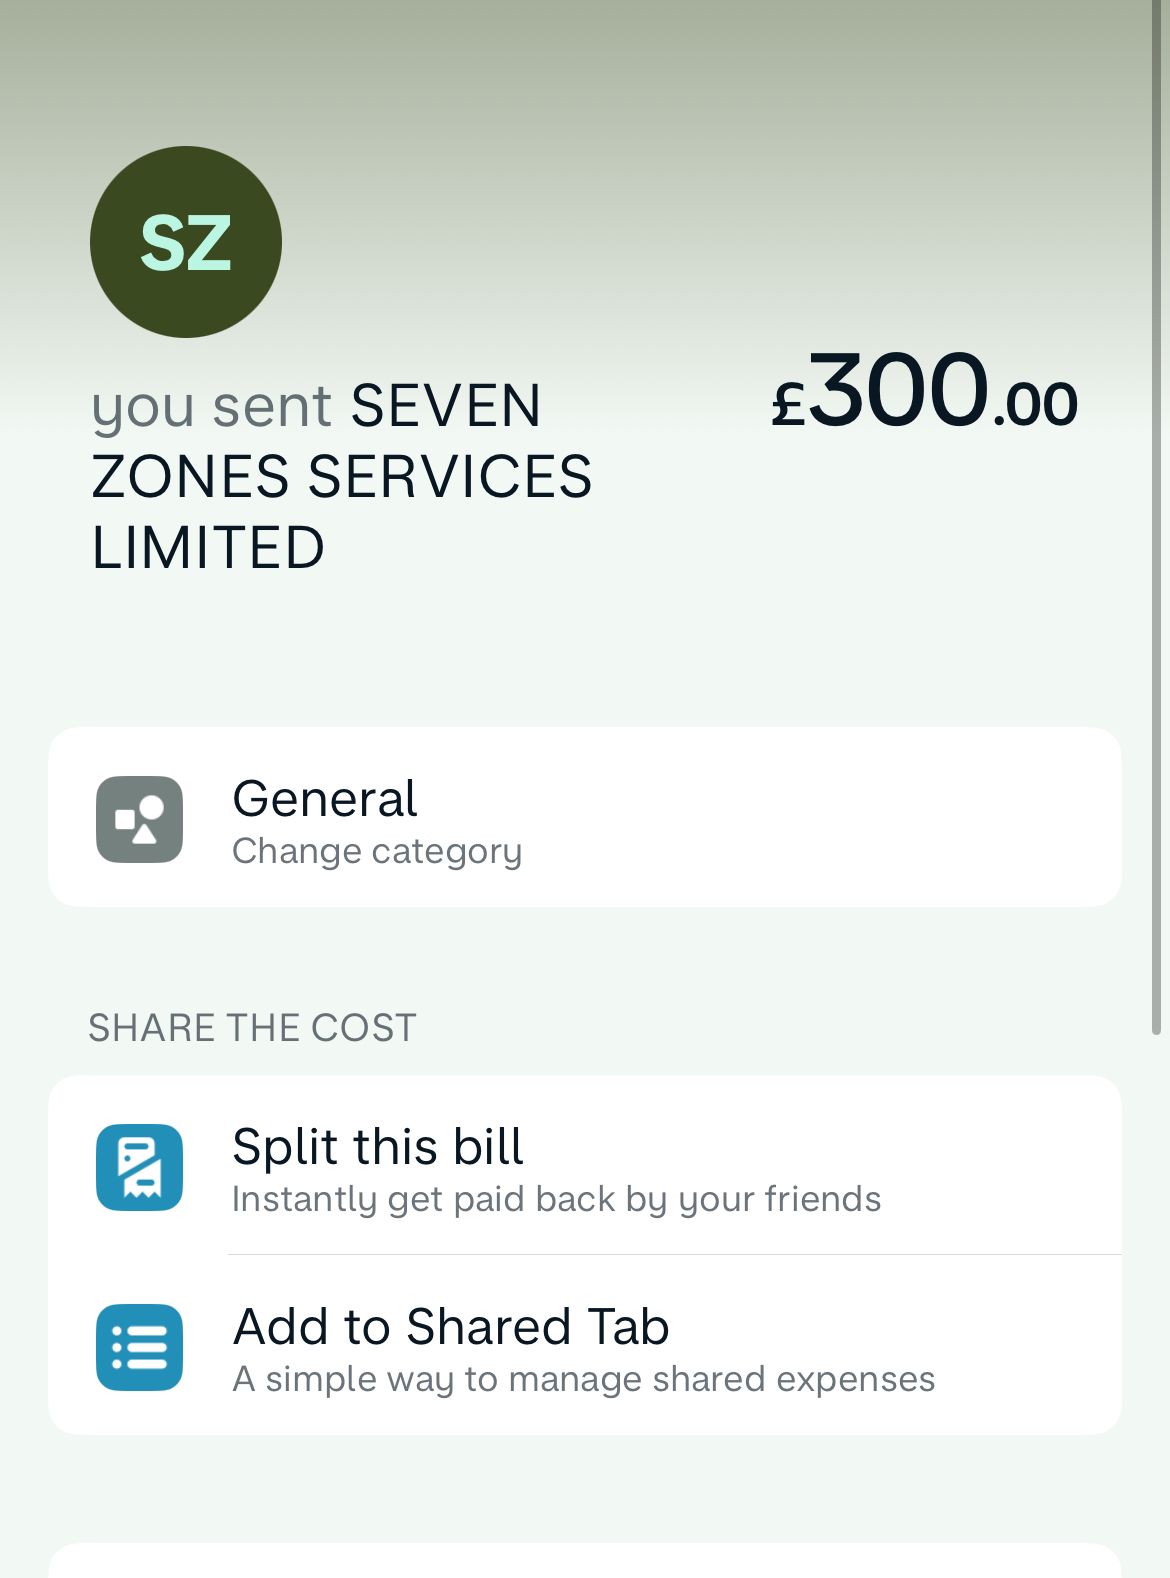 SZ
you sent SEVEN
ZONES SERVICES
LIMITED
£300.00
General
Change category
SHARE THE COST
Split this bill
Instantly get paid back by your friends
Add to Shared Tab
A simple way to manage shared expenses